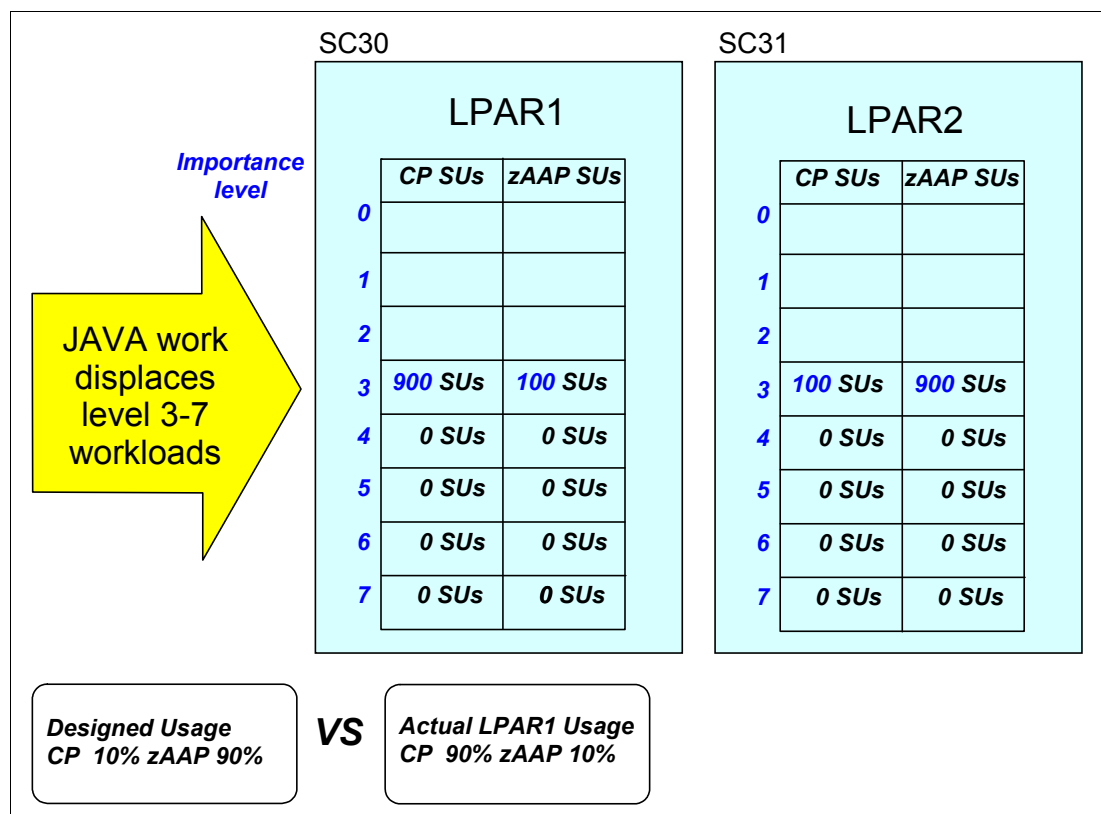 SC30
SC31
LPAR1
LPAR2
Importance
level
CP SUs zAAP SUs
CP SUs zAAP SUs
0
0
1
1
2
2
3 900 SUs 100 SUs
3 100 SUs 900 SUs
4 0 SUs 0 SUs
4 0 SUs 0 SUs
5 0 SUs 0 SUs
5 0 SUs 0 SUs
6 0 SUs 0 SUs
6 0 SUs 0 SUs
7 0 SUs 0 SUs
7 0 SUs 0 SUs
JAVA work
displaces
level 3-7
workloads
Designed Usage
CP 10% zAAP 90%
VS
Actual LPAR1 Usage
CP 90% zAAP 10%